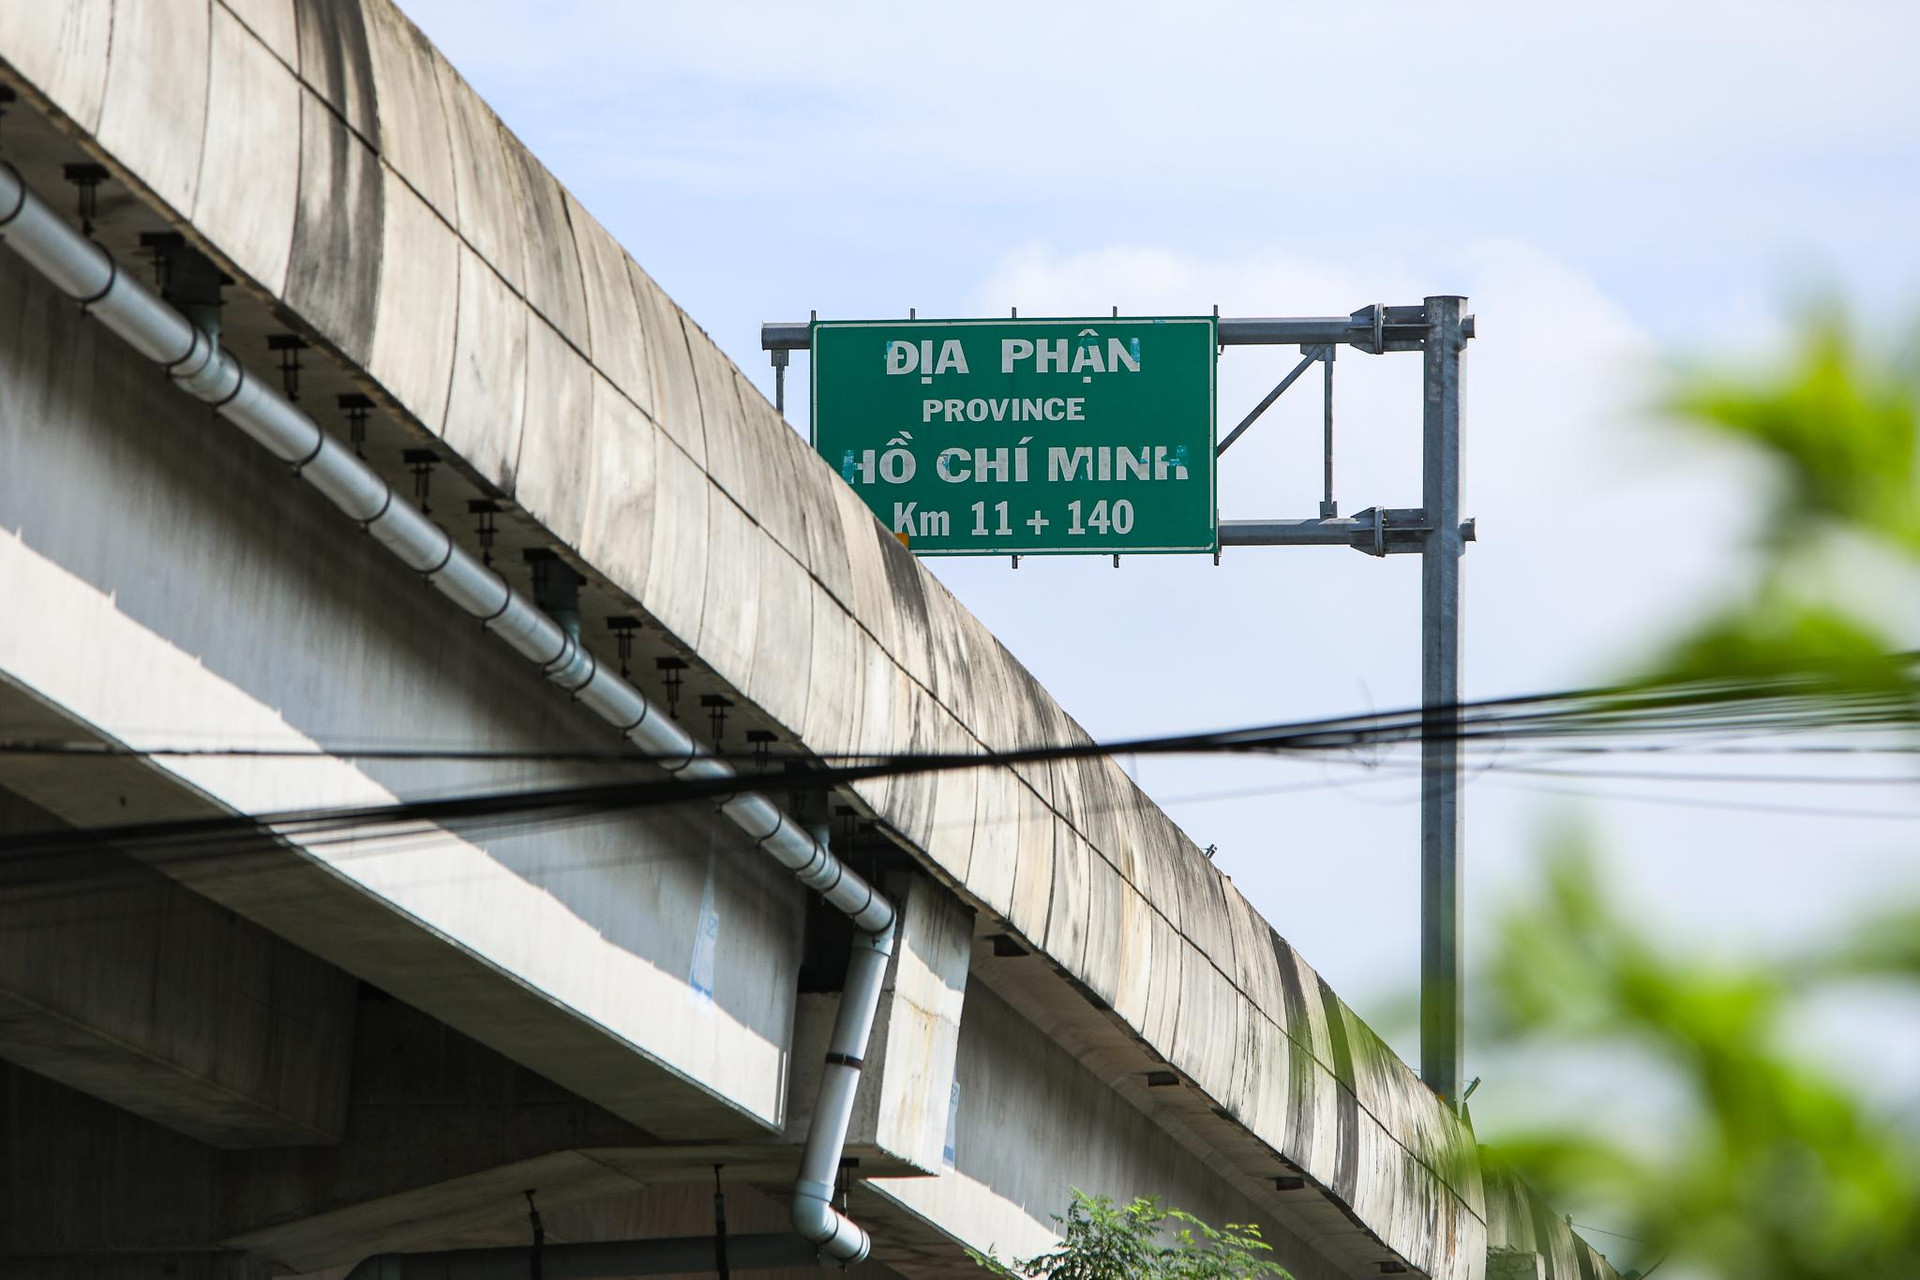 ĐỊA PHẬN
PROVINCE
HỒ CHÍ MINH
Km 11 + 140